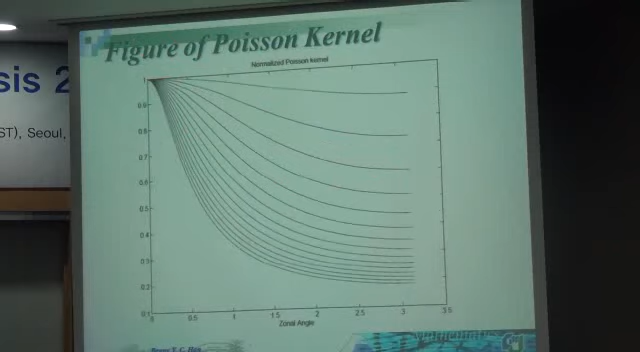 Figure of Poisson Kernel
sis 2
ST), Seoul,
Normalized Poisson kernel
1
0.9
0.8
0.7
0.6
0.5
0.4
0.3
0.2
0.1
0 0.5 1 1.5 2 2.5 3 3.5
Zonal Angle